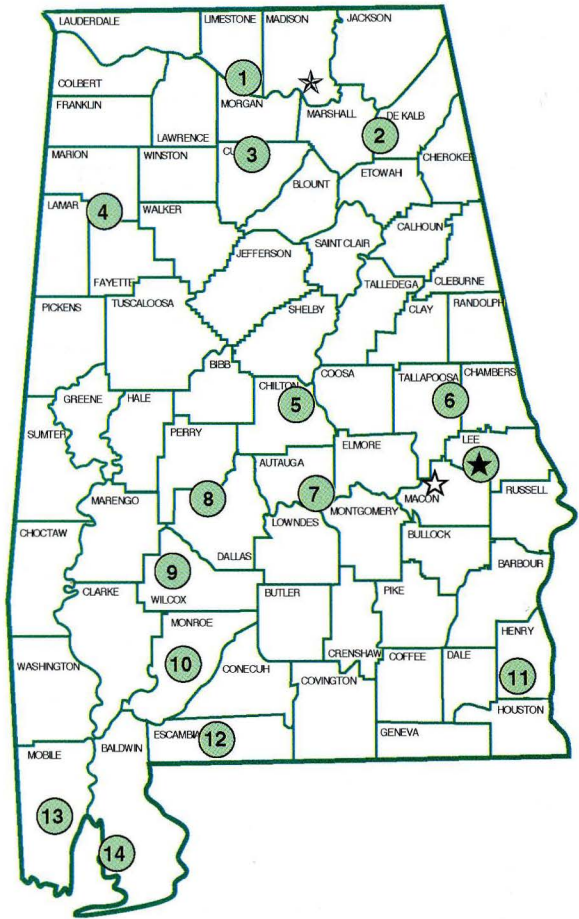 LAUDERDALE
LIMESTONE
MADISON
JACKSON
1
COLBERT
FRANKLIN
MORGAN
MARSHALL
DE KALB
2
LAWRENCE
3
MARION
WINSTON
CHEROKEE
ETOWAH
BLOUNT
LAMAR
4
WALKER
CALHOUN
SAINT CLAIR
JEFFERSON
FAYETTE
TALLEDEGA
CLEBURNE
PICKENS
TUSCALOOSA
SHELBY
CLAY
RANDOLPH
BIBB
COOSA
TALLAPOOSA
CHAMBERS
CHILTON
5
6
GREENE
HALE
SUMTER
PERRY
ELMORE
LEE
AUTAUGA
7
8
MARENGO
MACON
RUSSELL
MONTGOMERY
LOWNDES
CHOCTAW
BULLOCK
DALLAS
BARBOUR
9
CLARKE
WILCOX
BUTLER
PIKE
MONROE
HENRY
CRENSHAW
COFFEE
DALE
10
CONECUH
WASHINGTON
COVINGTON
11
HOUSTON
ESCAMBIA
12
GENEVA
MOBILE
BALDWIN
13
14